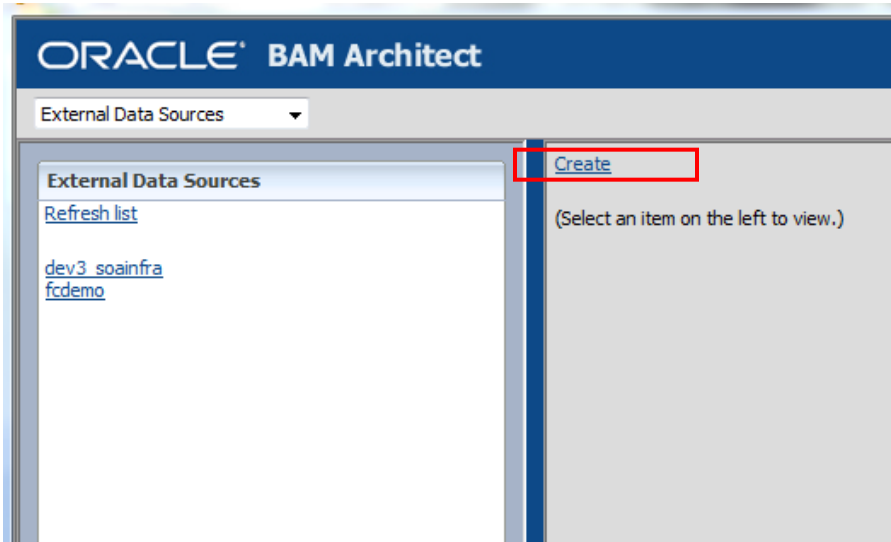 ORACLE BAM Architect
External Data Sources
External Data Sources
Refresh list
dev3_soainfra
fcdemo
Create
(Select an item on the left to view.)